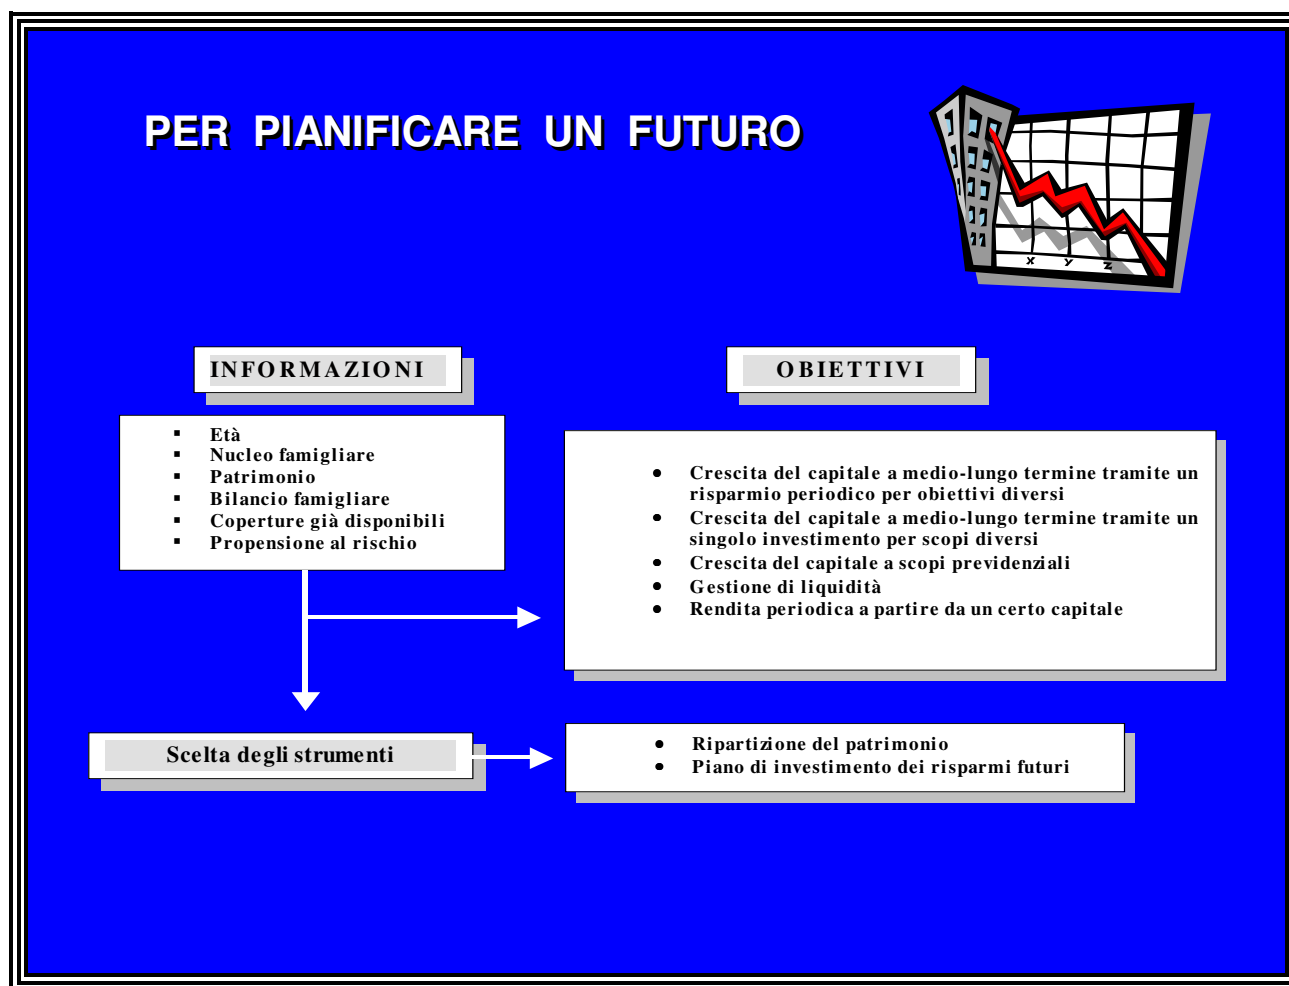 PER PIANIFICARE UN FUTURO
X Y Z
INFORMAZIONI
▪ Età
▪ Nucleo famigliare
▪ Patrimonio
▪ Bilancio famigliare
▪ Coperture già disponibili
▪ Propensione al rischio
OBIETTIVI
• Crescita del capitale a medio-lungo termine tramite un
risparmio periodico per obiettivi diversi
• Crescita del capitale a medio-lungo termine tramite un
singolo investimento per scopi diversi
• Crescita del capitale a scopi previdenziali
• Gestione di liquidità
• Rendita periodica a partire da un certo capitale
Scelta degli strumenti
• Ripartizione del patrimonio
• Piano di investimento dei risparmi futuri